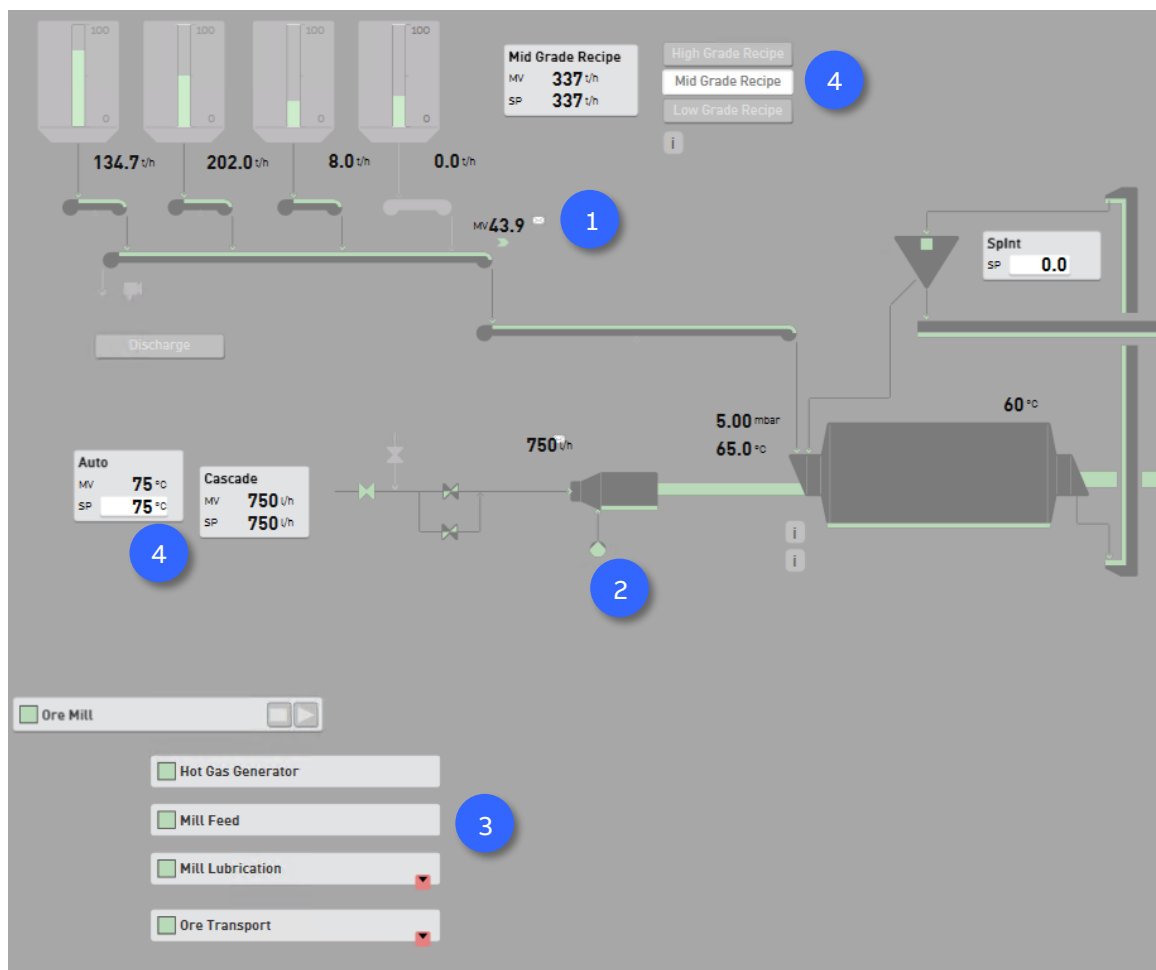 100
100
100
100
0
0
0
0
Mid Grade Recipe
MV 337 t/h
SP 337 t/h
High Grade Recipe
Mid Grade Recipe
Low Grade Recipe
4
i
134.7 t/h
202.0 t/h
8.0 t/h
0.0 t/h
MV 43.9
1
SpInt
SP 0.0
Discharge
5.00 mbar
65.0 °C
60 °C
750 t/h
Auto
MV 75 °C
SP 75 °C
4
Cascade
MV 750 l/h
SP 750 l/h
i
i
2
Ore Mill
Hot Gas Generator
Mill Feed
3
Mill Lubrication
Ore Transport